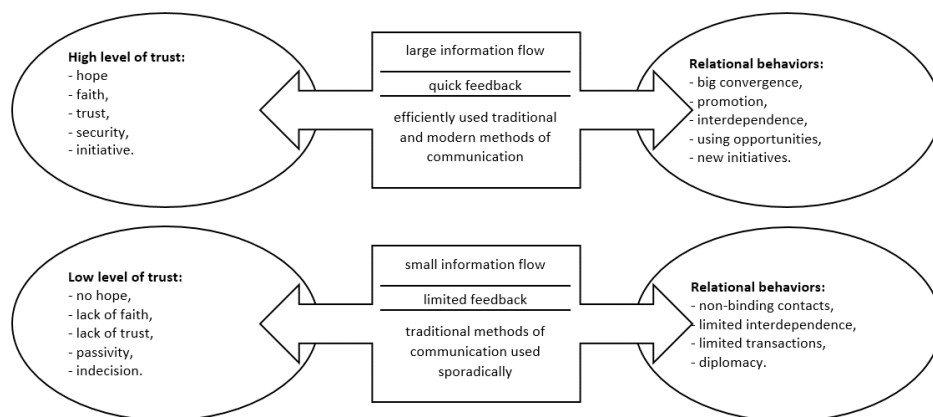 High level of trust:
- hope
- faith,
- trust,
- security,
- initiative.
large information flow
quick feedback
efficiently used traditional
and modern methods of
communication
Relational behaviors:
- big convergence,
- promotion,
- interdependence,
- using opportunities,
- new initiatives.
Low level of trust:
- no hope,
- lack of faith,
- lack of trust,
- passivity,
- indecision.
small information flow
limited feedback
traditional methods of
communication used
sporadically
Relational behaviors:
- non-binding contacts,
- limited interdependence,
- limited transactions,
- diplomacy.